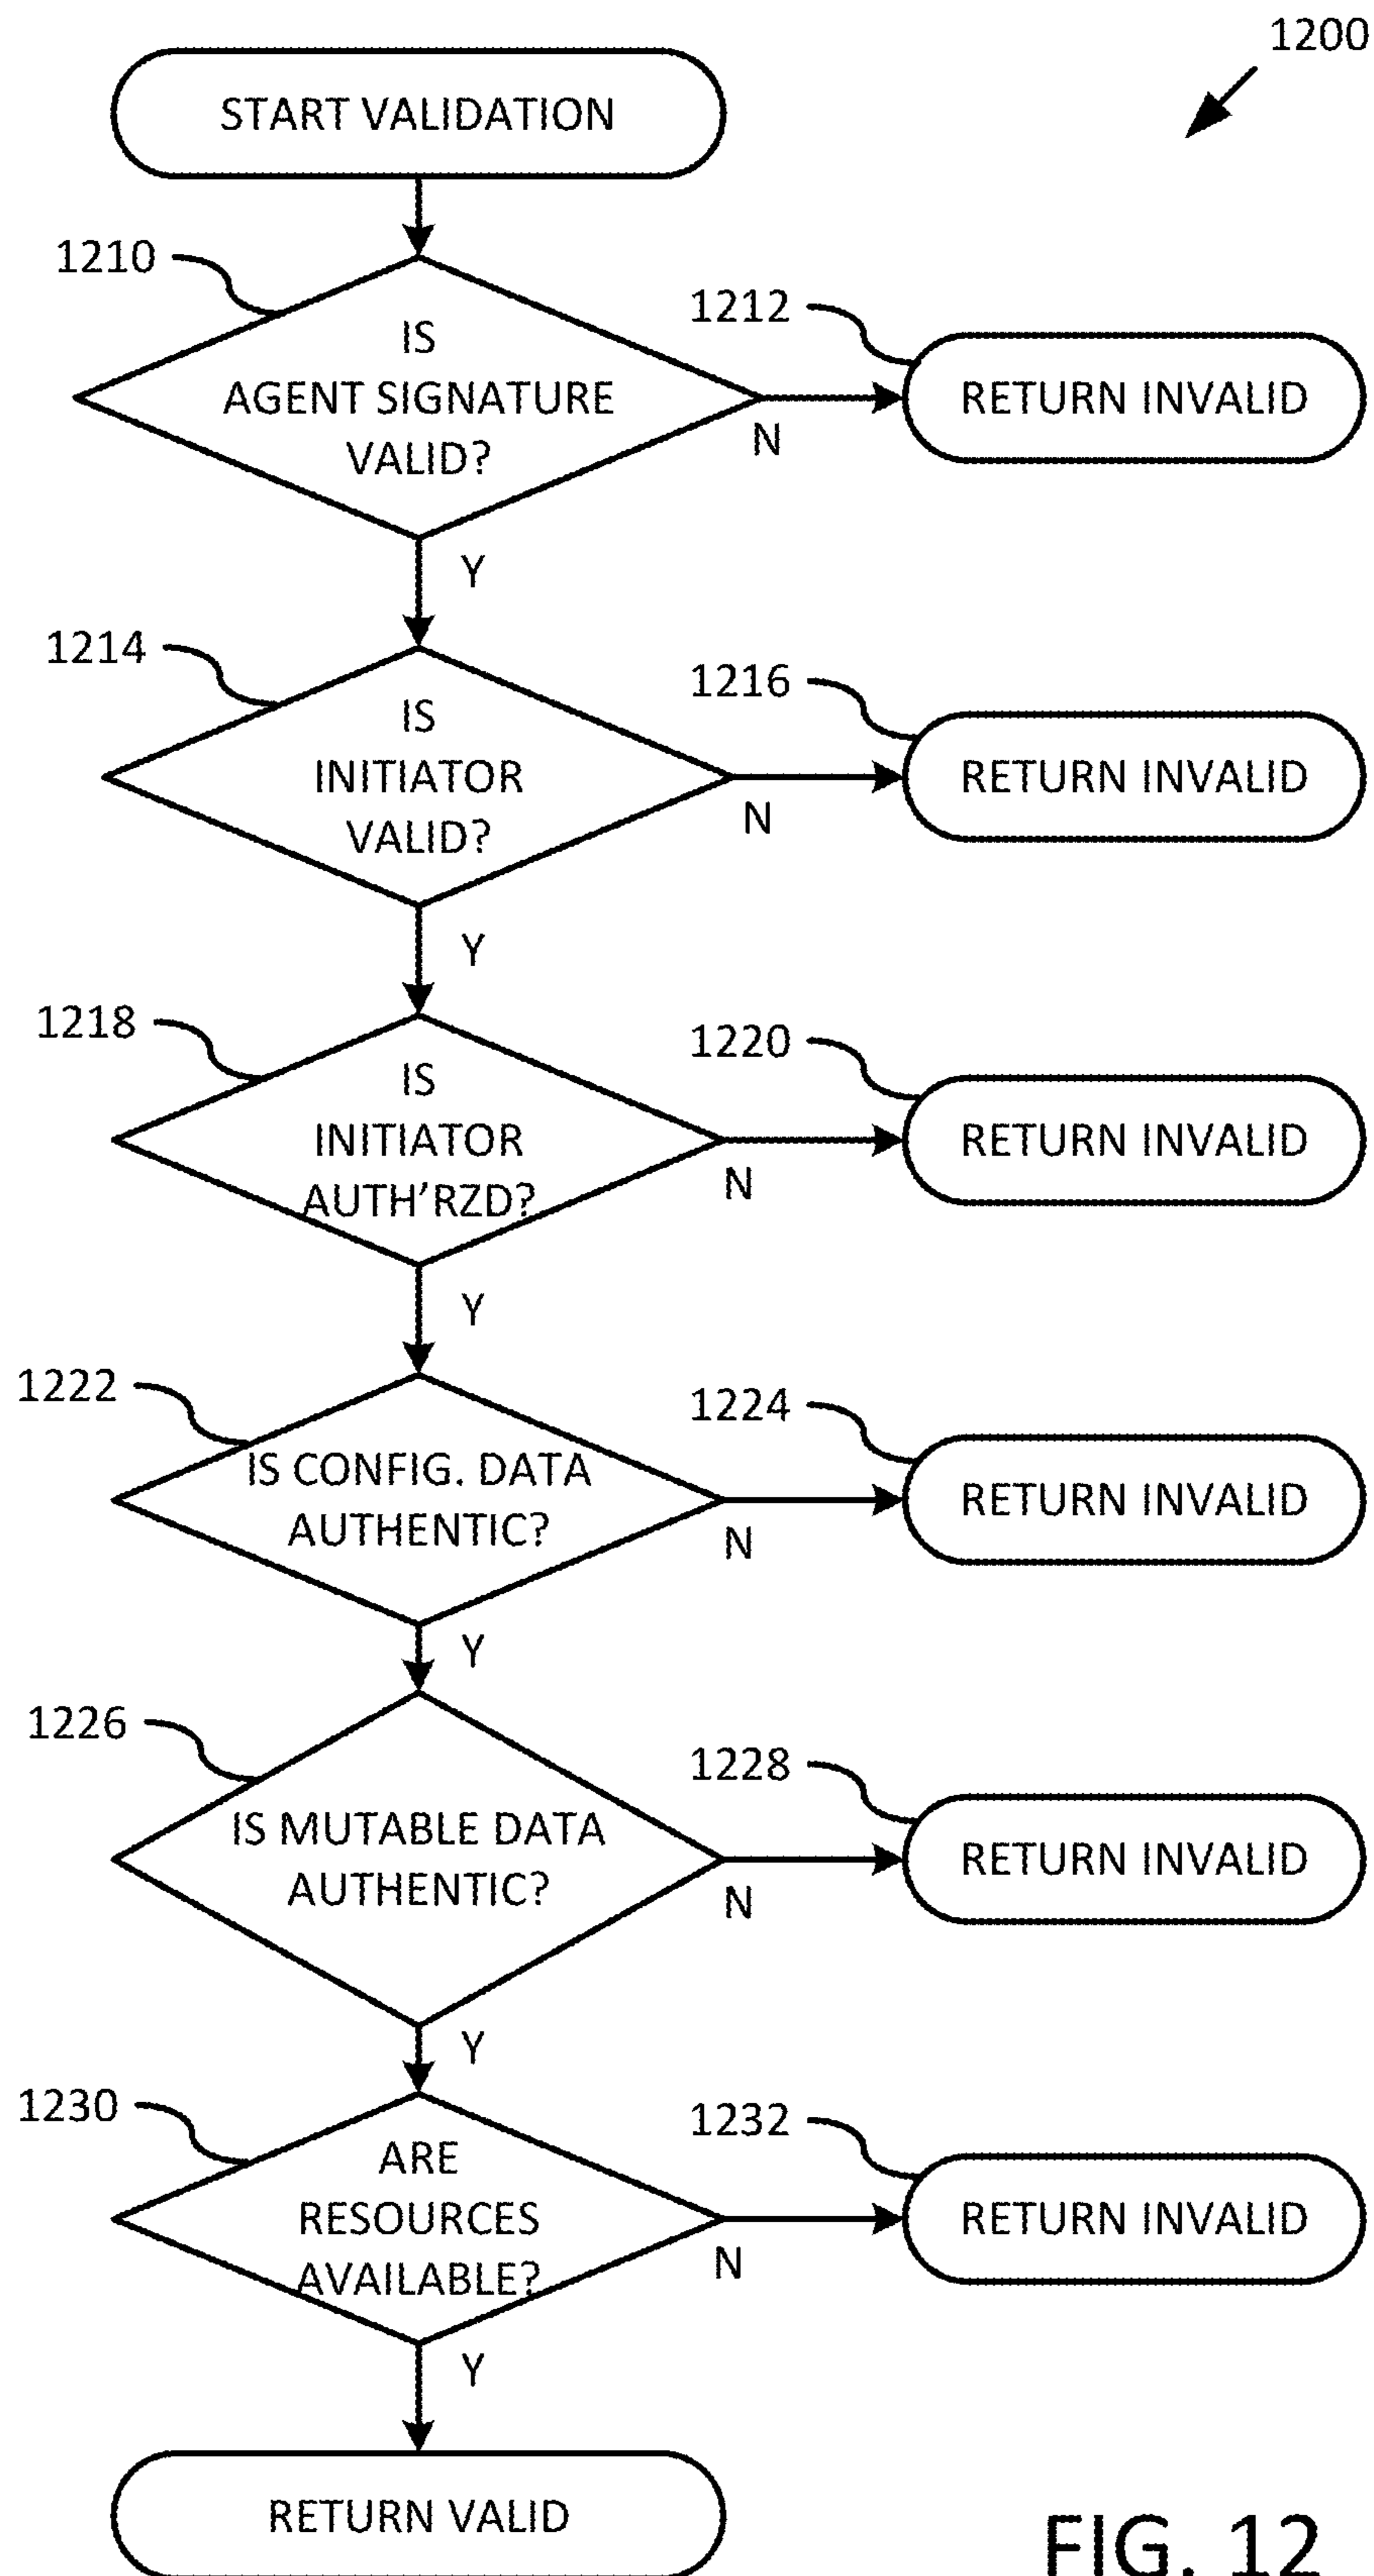 1200
START VALIDATION
1210
IS
AGENT SIGNATURE
VALID?
N
1212
RETURN INVALID
Y
1214
IS
INITIATOR
VALID?
N
1216
RETURN INVALID
Y
1218
IS
INITIATOR
AUTH'RZD?
N
1220
RETURN INVALID
Y
1222
IS CONFIG. DATA
AUTHENTIC?
N
1224
RETURN INVALID
Y
1226
IS MUTABLE DATA
AUTHENTIC?
N
1228
RETURN INVALID
Y
1230
ARE
RESOURCES
AVAILABLE?
N
1232
RETURN INVALID
Y
RETURN VALID
FIG. 12